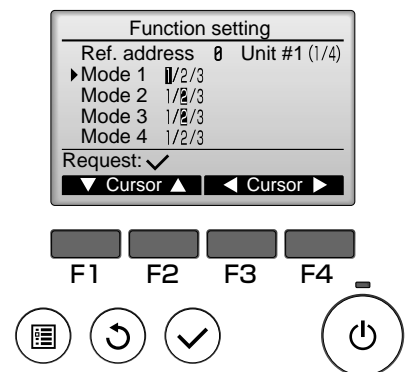 Function setting
Ref. address 0 Unit #1 (1/4)
Mode 1 1/2/3
Mode 2 1/2/3
Mode 3 1/2/3
Mode 4 1/2/3
Request: ✓
▼ Cursor ▲ ◀ Cursor ▶
F1 F2 F3 F4